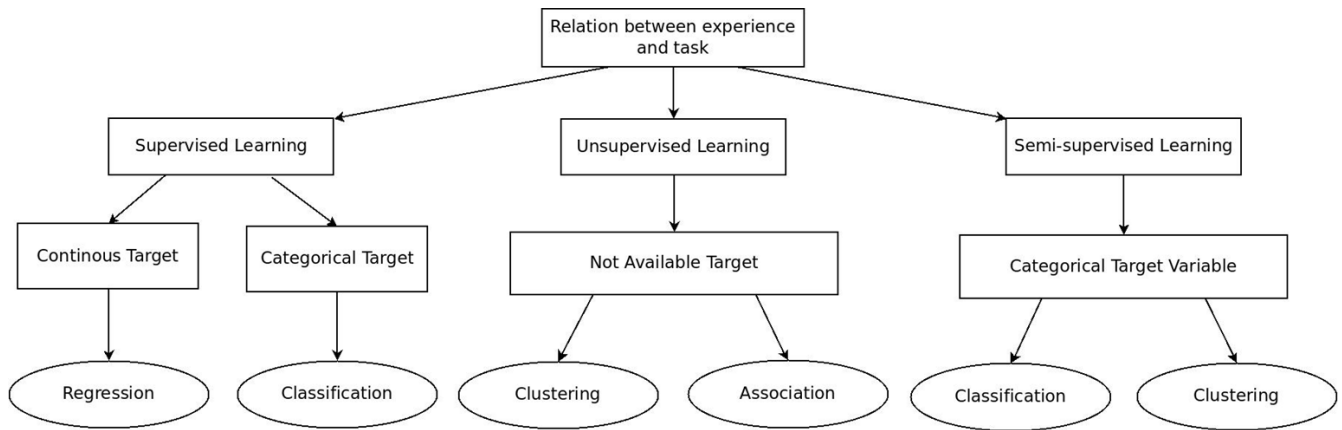 Relation between experience
and task
Supervised Learning
Unsupervised Learning
Semi-supervised Learning
Continous Target
Categorical Target
Not Available Target
Categorical Target Variable
Regression
Classification
Clustering
Association
Classification
Clustering